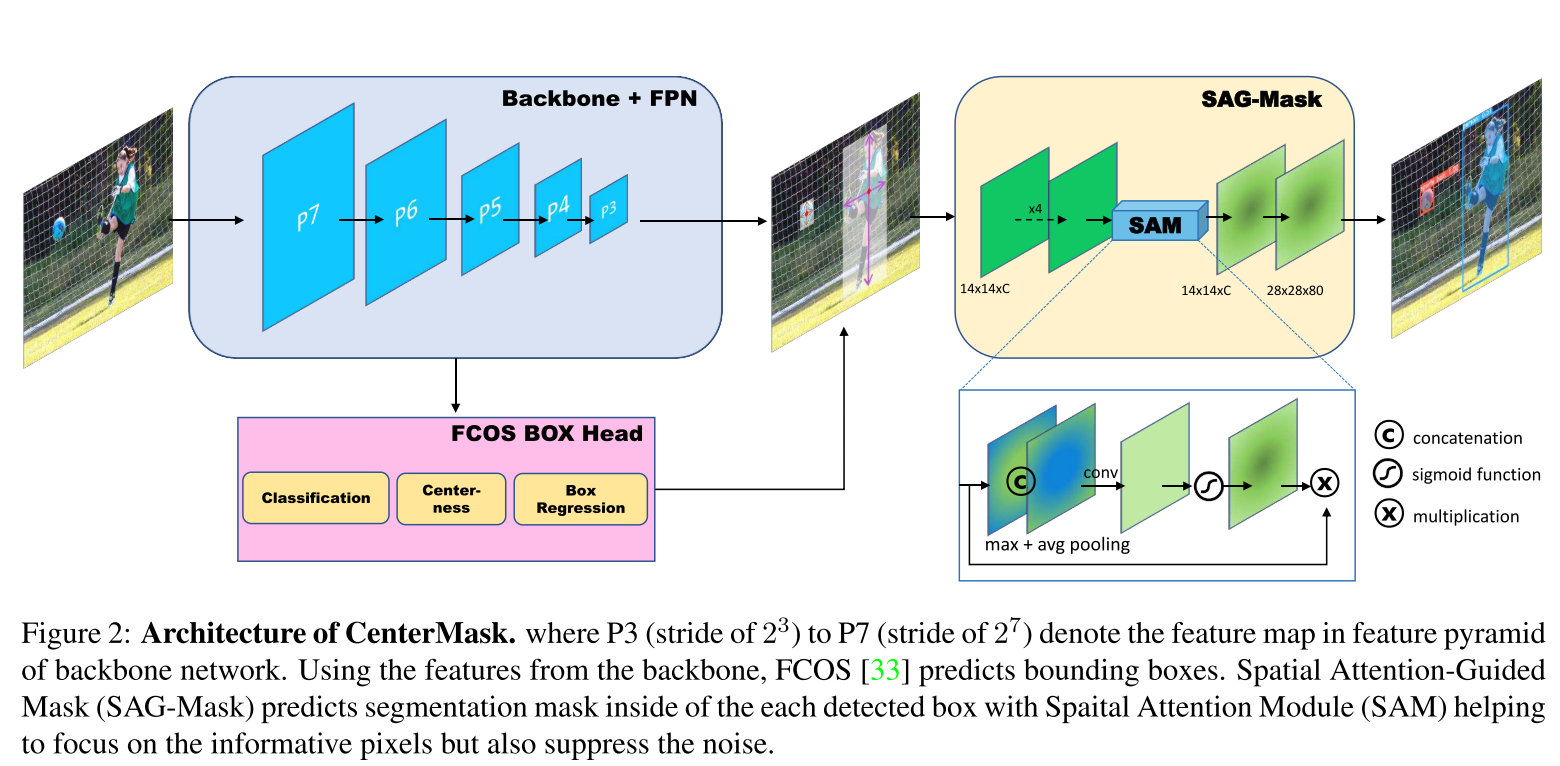 Backbone + FPN
P7
P6
P5
P4
P3
FCOS BOX Head
Classification
Center-
ness
Box
Regression
SAG-Mask
x4
SAM
14x14xC
14x14xC
28x28x80
C
conv
X
max + avg pooling
C concatenation
sigmoid function
X multiplication
Figure 2: Architecture of CenterMask. where P3 (stride of 2³) to P7 (stride of 2⁷) denote the feature map in feature pyramid
of backbone network. Using the features from the backbone, FCOS [33] predicts bounding boxes. Spatial Attention-Guided
Mask (SAG-Mask) predicts segmentation mask inside of the each detected box with Spaital Attention Module (SAM) helping
to focus on the informative pixels but also suppress the noise.